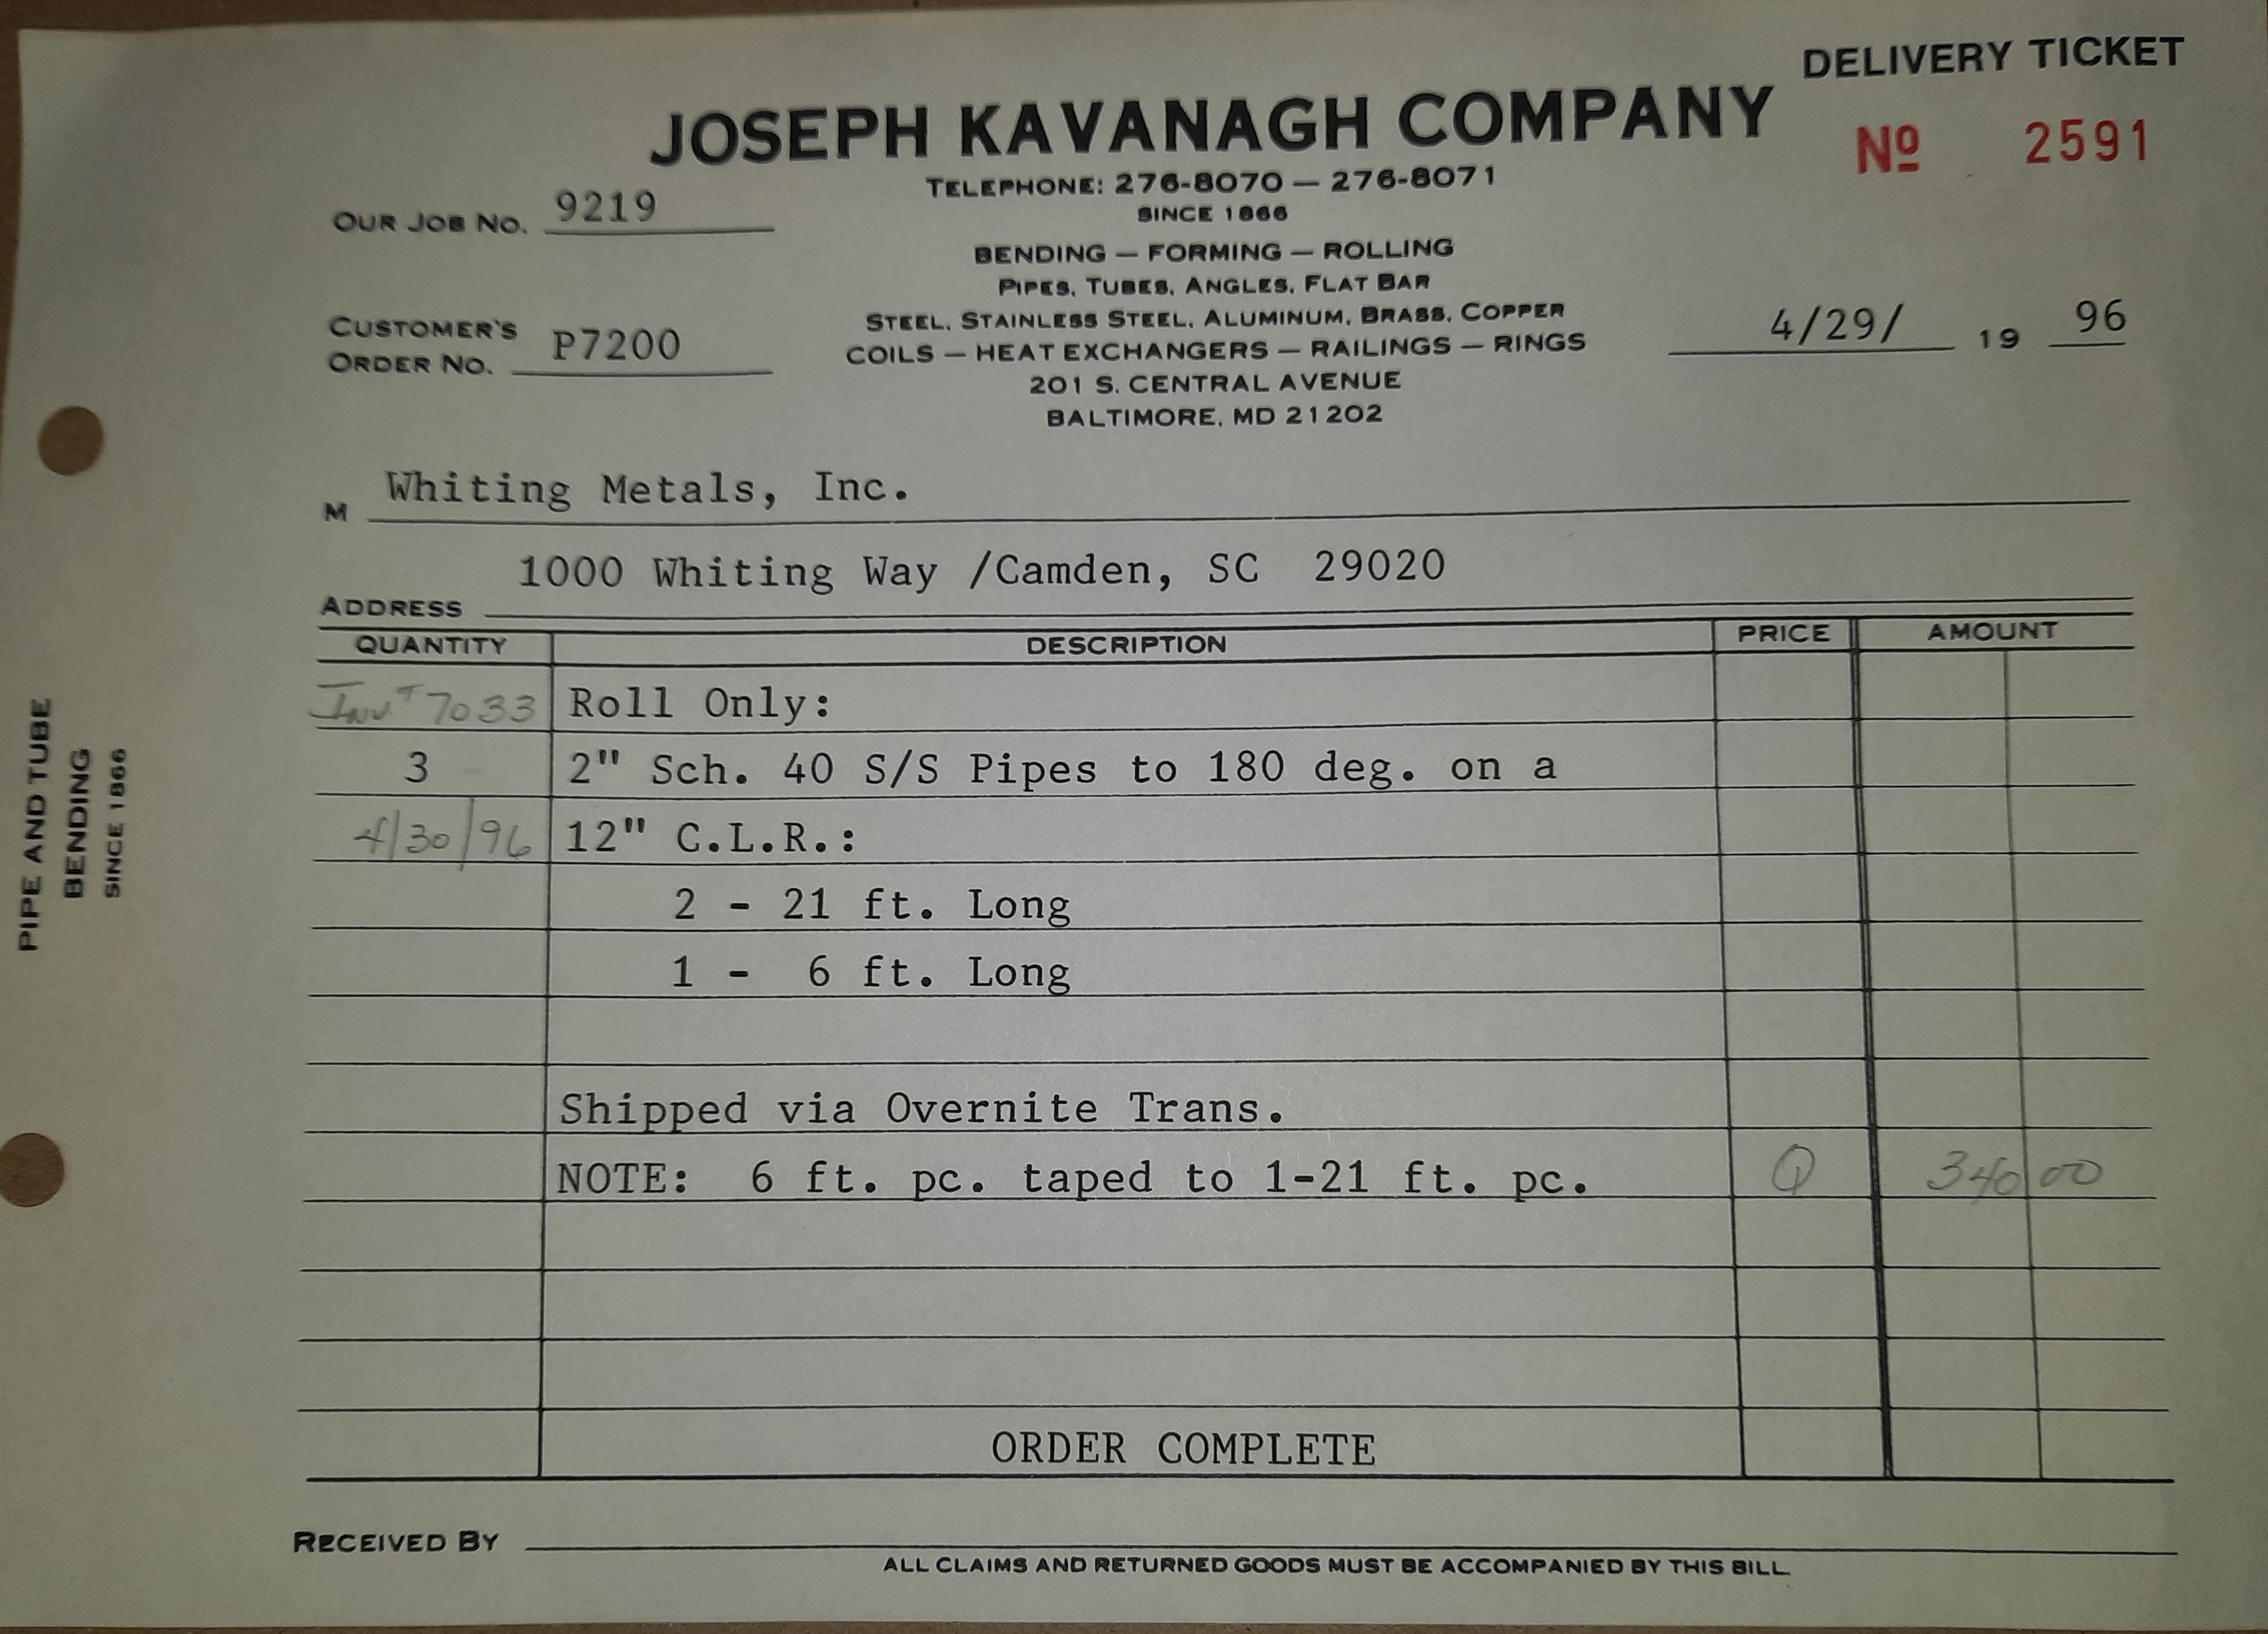 DELIVERY TICKET
JOSEPH KAVANAGH COMPANY
Nº 2591
TELEPHONE: 276-8070 — 276-8071
SINCE 1866
OUR JOB NO. 9219
BENDING — FORMING — ROLLING
PIPES, TUBES, ANGLES, FLAT BAR
STEEL, STAINLESS STEEL, ALUMINUM, BRASS, COPPER
COILS — HEAT EXCHANGERS — RAILINGS — RINGS
201 S. CENTRAL AVENUE
BALTIMORE, MD 21202
CUSTOMER'S
ORDER NO. P7200
4/29/ 19 96
M Whiting Metals, Inc.
ADDRESS 1000 Whiting Way /Camden, SC 29020
QUANTITY DESCRIPTION PRICE AMOUNT
Inv# 7033 Roll Only:
3 2" Sch. 40 S/S Pipes to 180 deg. on a
4/30/96 12" C.L.R.:
2 - 21 ft. Long
1 - 6 ft. Long
Shipped via Overnite Trans.
NOTE: 6 ft. pc. taped to 1-21 ft. pc. Q 340 00
ORDER COMPLETE
RECEIVED BY
ALL CLAIMS AND RETURNED GOODS MUST BE ACCOMPANIED BY THIS BILL
PIPE AND TUBE
BENDING
SINCE 1866